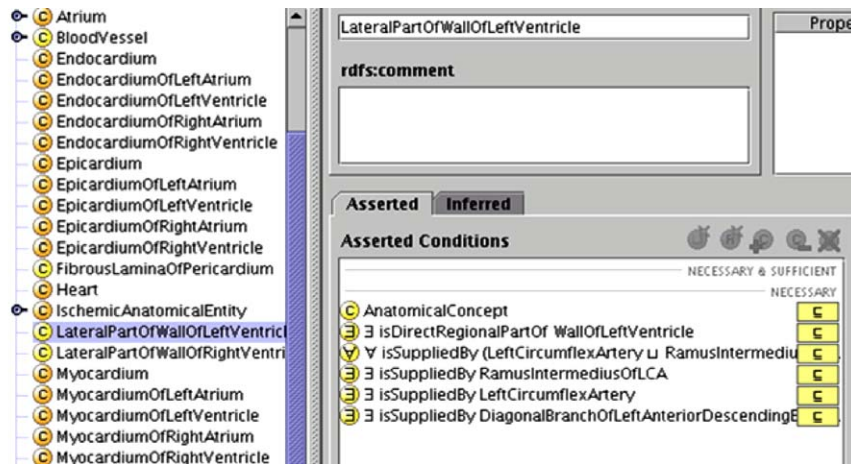 Atrium
BloodVessel
Endocardium
EndocardiumOfLeftAtrium
EndocardiumOfLeftVentricle
EndocardiumOfRightAtrium
EndocardiumOfRightVentricle
Epicardium
EpicardiumOfLeftAtrium
EpicardiumOfLeftVentricle
EpicardiumOfRightAtrium
EpicardiumOfRightVentricle
FibrousLaminaOfPericardium
Heart
IschemicAnatomicalEntity
LateralPartOfWallOfLeftVentricl
LateralPartOfWallOfRightVentri
Myocardium
MyocardiumOfLeftAtrium
MyocardiumOfLeftVentricle
MyocardiumOfRightAtrium
MyocardiumOfRightVentricle
LateralPartOfWallOfLeftVentricle
Prope
rdfs:comment
Asserted Inferred
Asserted Conditions
NECESSARY & SUFFICIENT
NECESSARY
AnatomicalConcept
∃ isDirectRegionalPartOf WallOfLeftVentricle
∀ isSuppliedBy (LeftCircumflexArtery ⊔ RamusIntermediu
∃ isSuppliedBy RamusIntermediusOfLCA
∃ isSuppliedBy LeftCircumflexArtery
∃ isSuppliedBy DiagonalBranchOfLeftAnteriorDescendingB